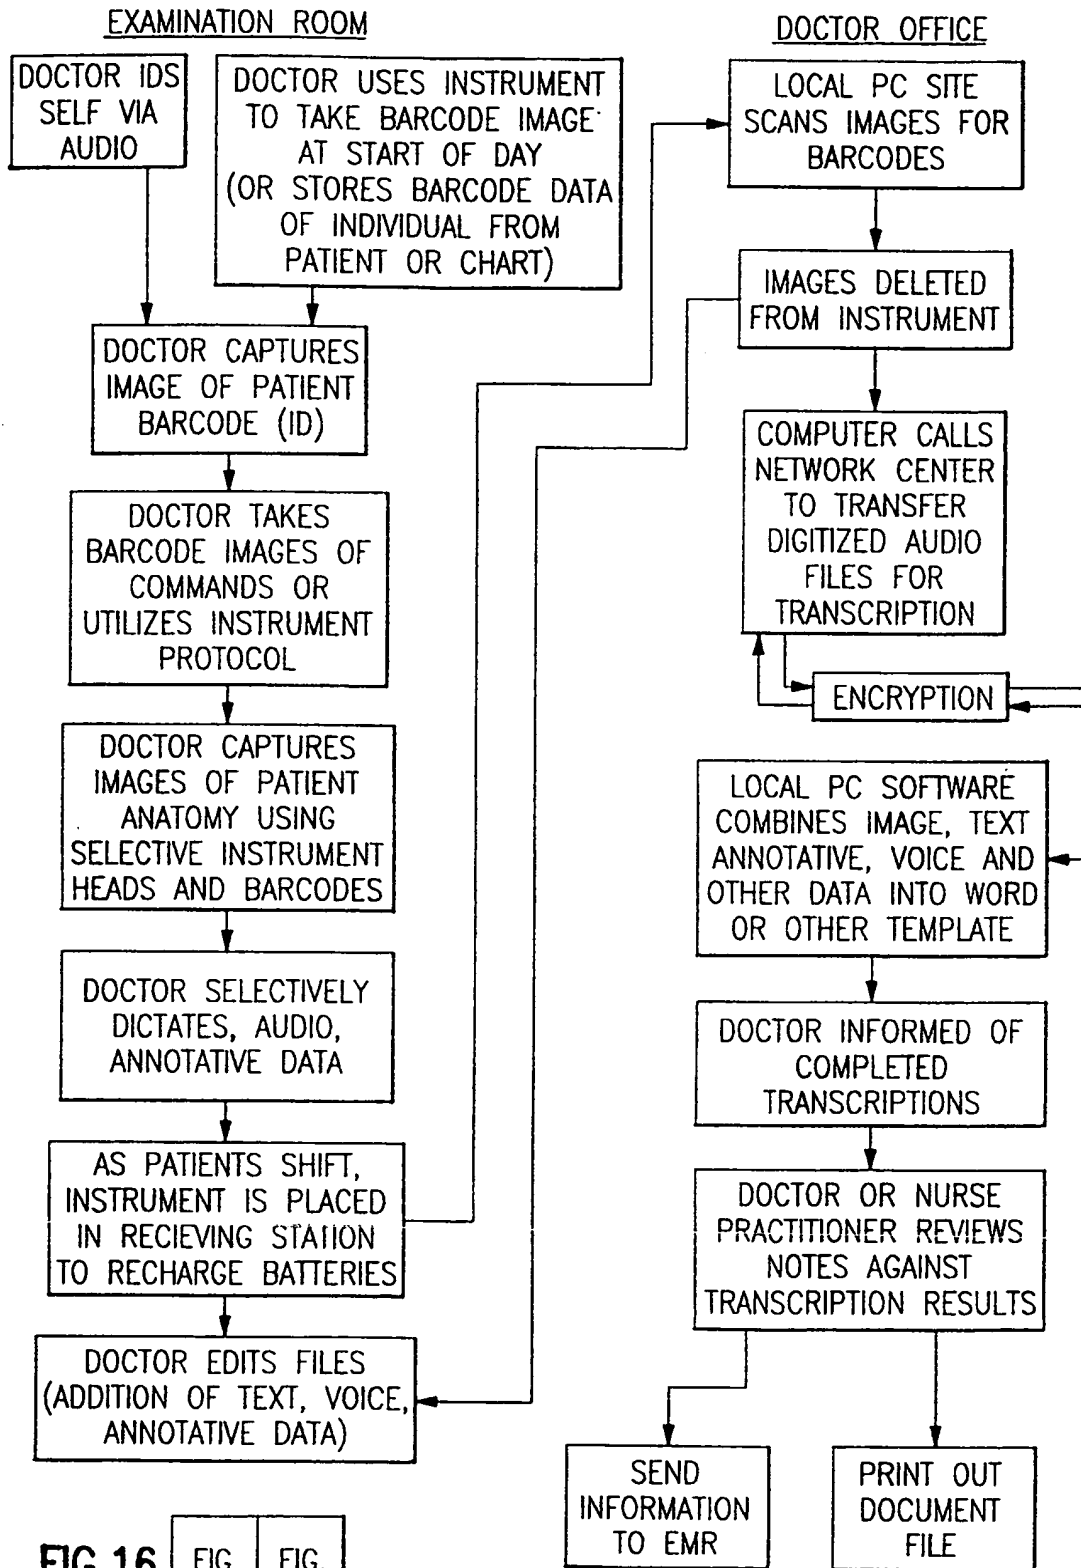 EXAMINATION ROOM
DOCTOR IDS
SELF VIA
AUDIO
DOCTOR USES INSTRUMENT
TO TAKE BARCODE IMAGE
AT START OF DAY
(OR STORES BARCODE DATA
OF INDIVIDUAL FROM
PATIENT OR CHART)
DOCTOR CAPTURES
IMAGE OF PATIENT
BARCODE (ID)
DOCTOR TAKES
BARCODE IMAGES OF
COMMANDS OR
UTILIZES INSTRUMENT
PROTOCOL
DOCTOR CAPTURES
IMAGES OF PATIENT
ANATOMY USING
SELECTIVE INSTRUMENT
HEADS AND BARCODES
DOCTOR SELECTIVELY
DICTATES, AUDIO,
ANNOTATIVE DATA
AS PATIENTS SHIFT,
INSTRUMENT IS PLACED
IN RECIEVING STATION
TO RECHARGE BATTERIES
DOCTOR EDITS FILES
(ADDITION OF TEXT, VOICE,
ANNOTATIVE DATA)
DOCTOR OFFICE
LOCAL PC SITE
SCANS IMAGES FOR
BARCODES
IMAGES DELETED
FROM INSTRUMENT
COMPUTER CALLS
NETWORK CENTER
TO TRANSFER
DIGITIZED AUDIO
FILES FOR
TRANSCRIPTION
ENCRYPTION
LOCAL PC SOFTWARE
COMBINES IMAGE, TEXT
ANNOTATIVE, VOICE AND
OTHER DATA INTO WORD
OR OTHER TEMPLATE
DOCTOR INFORMED OF
COMPLETED
TRANSCRIPTIONS
DOCTOR OR NURSE
PRACTITIONER REVIEWS
NOTES AGAINST
TRANSCRIPTION RESULTS
SEND
INFORMATION
TO EMR
PRINT OUT
DOCUMENT
FILE
FIG.16
FIG.
FIG.